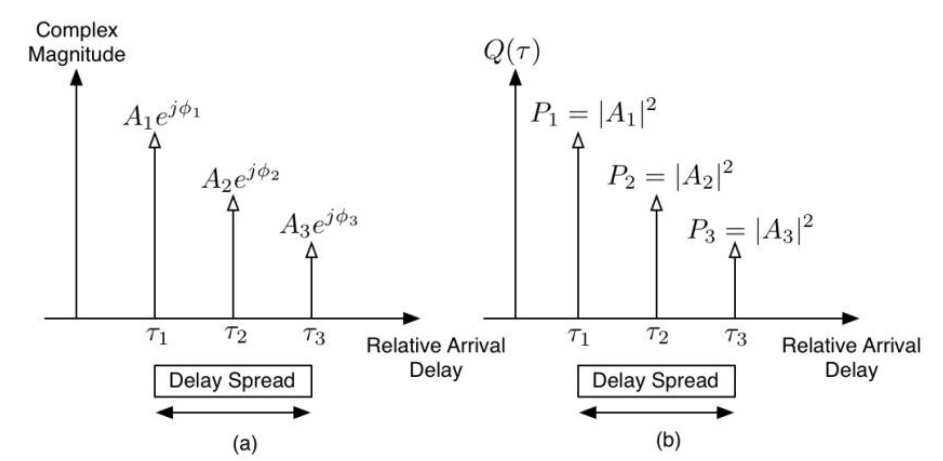 Complex
Magnitude
A₁e^{jϕ₁}
A₂e^{jϕ₂}
A₃e^{jϕ₃}
τ₁ τ₂ τ₃
Relative Arrival
Delay
Delay Spread
(a)
Q(τ)
P₁ = |A₁|²
P₂ = |A₂|²
P₃ = |A₃|²
τ₁ τ₂ τ₃
Relative Arrival
Delay
Delay Spread
(b)